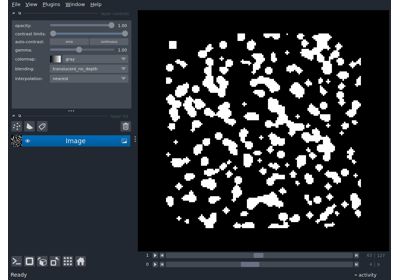 File View Plugins Window Help
opacity: 1.00
contrast limits:
auto-contrast: once continuous
gamma: 1.00
colormap: gray
blending: translucent_no_depth
interpolation: nearest
Image
1
0
Ready activity